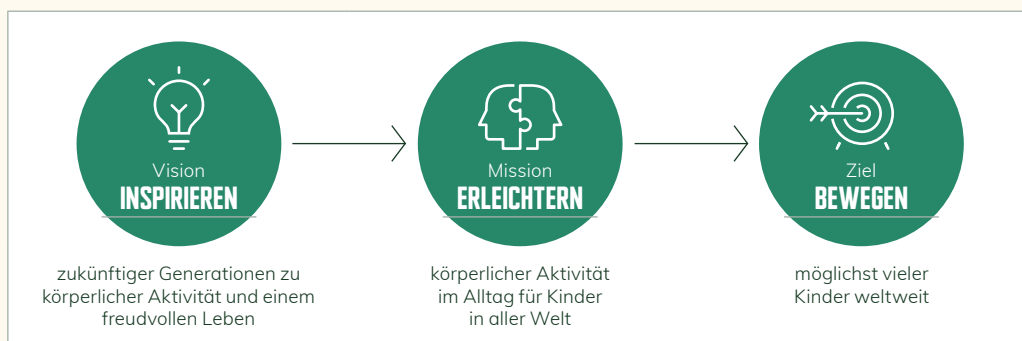 Vision
INSPIRIEREN
zukünftiger Generationen zu
körperlicher Aktivität und einem
freudvollen Leben
Mission
ERLEICHTERN
körperlicher Aktivität
im Alltag für Kinder
in aller Welt
Ziel
BEWEGEN
möglichst vieler
Kinder weltweit